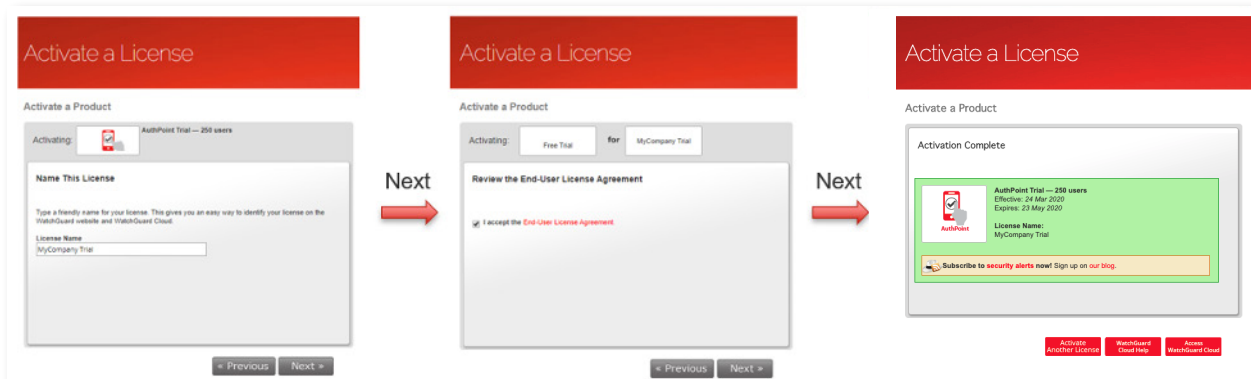 Activate a License
Activate a Product
Activating:
AuthPoint Trial — 250 users
Name This License
Type a friendly name for your license. This gives you an easy way to identify your license on the
WatchGuard website and WatchGuard Cloud.
License Name
MyCompany Trial
« Previous
Next »
Next
Activate a License
Activate a Product
Activating:
Free Trial
for
MyCompany Trial
Review the End-User License Agreement
I accept the End-User License Agreement
« Previous
Next »
Next
Activate a License
Activate a Product
Activation Complete
AuthPoint
AuthPoint Trial — 250 users
Effective: 24 Mar 2020
Expires: 23 May 2020
License Name:
MyCompany Trial
Subscribe to security alerts now! Sign up on our blog.
Activate
Another License
WatchGuard
Cloud Help
Access
WatchGuard Cloud